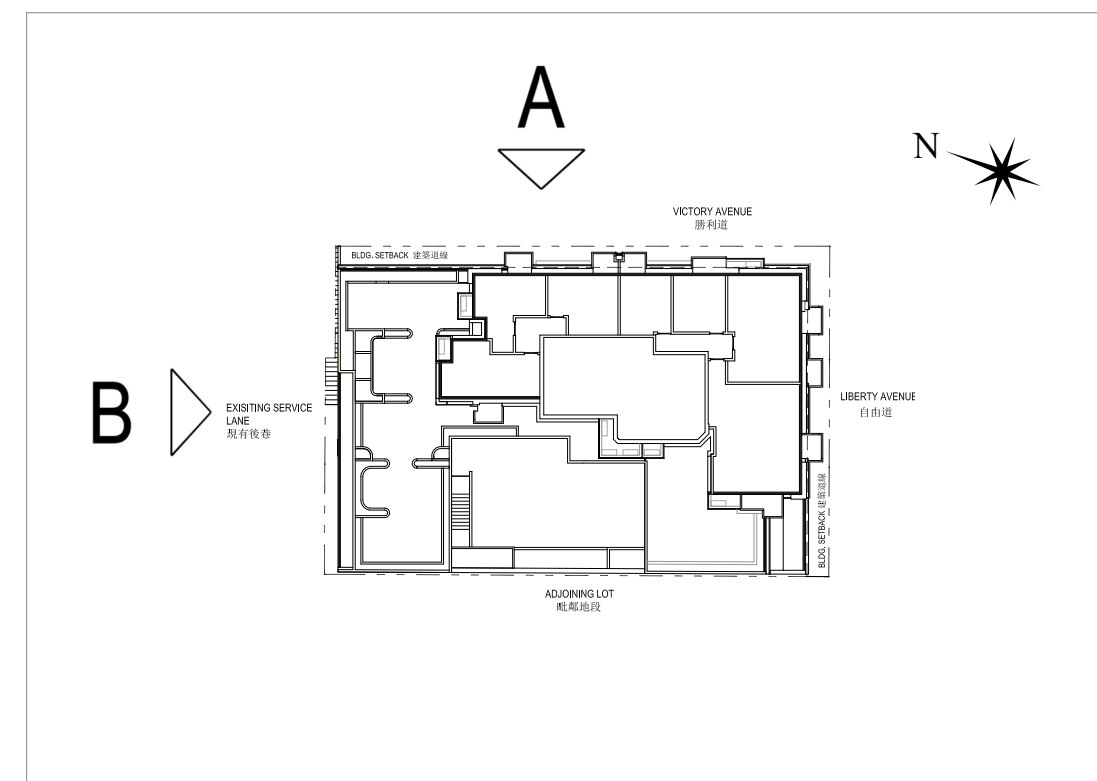 A
N
VICTORY AVENUE
勝利道
BLDG. SETBACK 建築退線
B
EXISITING SERVICE
LANE
現有後巷
LIBERTY AVENUE
自由道
BLDG. SETBACK 建築退線
ADJOINING LOT
毗鄰地段